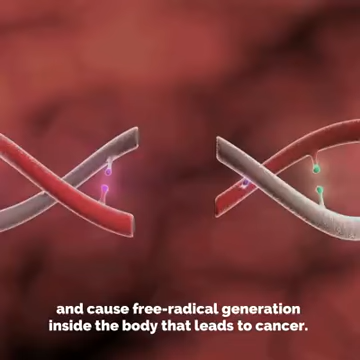 and cause free-radical generation
inside the body that leads to cancer.